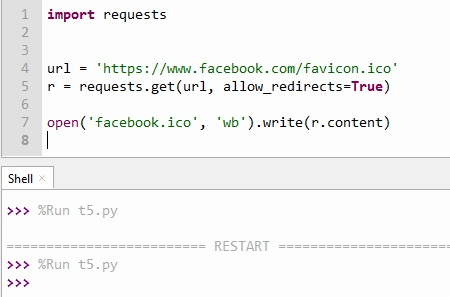 1 import requests
2
3
4 url = 'https://www.facebook.com/favicon.ico'
5 r = requests.get(url, allow_redirects=True)
6
7 open('facebook.ico', 'wb').write(r.content)
8
Shell ×
>>> %Run t5.py
========================= RESTART ======================
>>> %Run t5.py
>>>